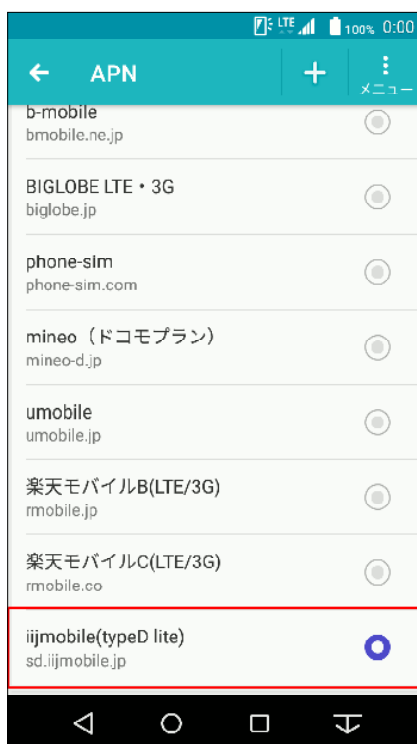 LTE 100% 0:00
APN
メニュー
b-mobile
bmobile.ne.jp
BIGLOBE LTE・3G
biglobe.jp
phone-sim
phone-sim.com
mineo（ドコモプラン）
mineo-d.jp
umobile
umobile.jp
楽天モバイルB(LTE/3G)
rmobile.jp
楽天モバイルC(LTE/3G)
rmobile.co
iijmobile(typeD lite)
sd.iijmobile.jp